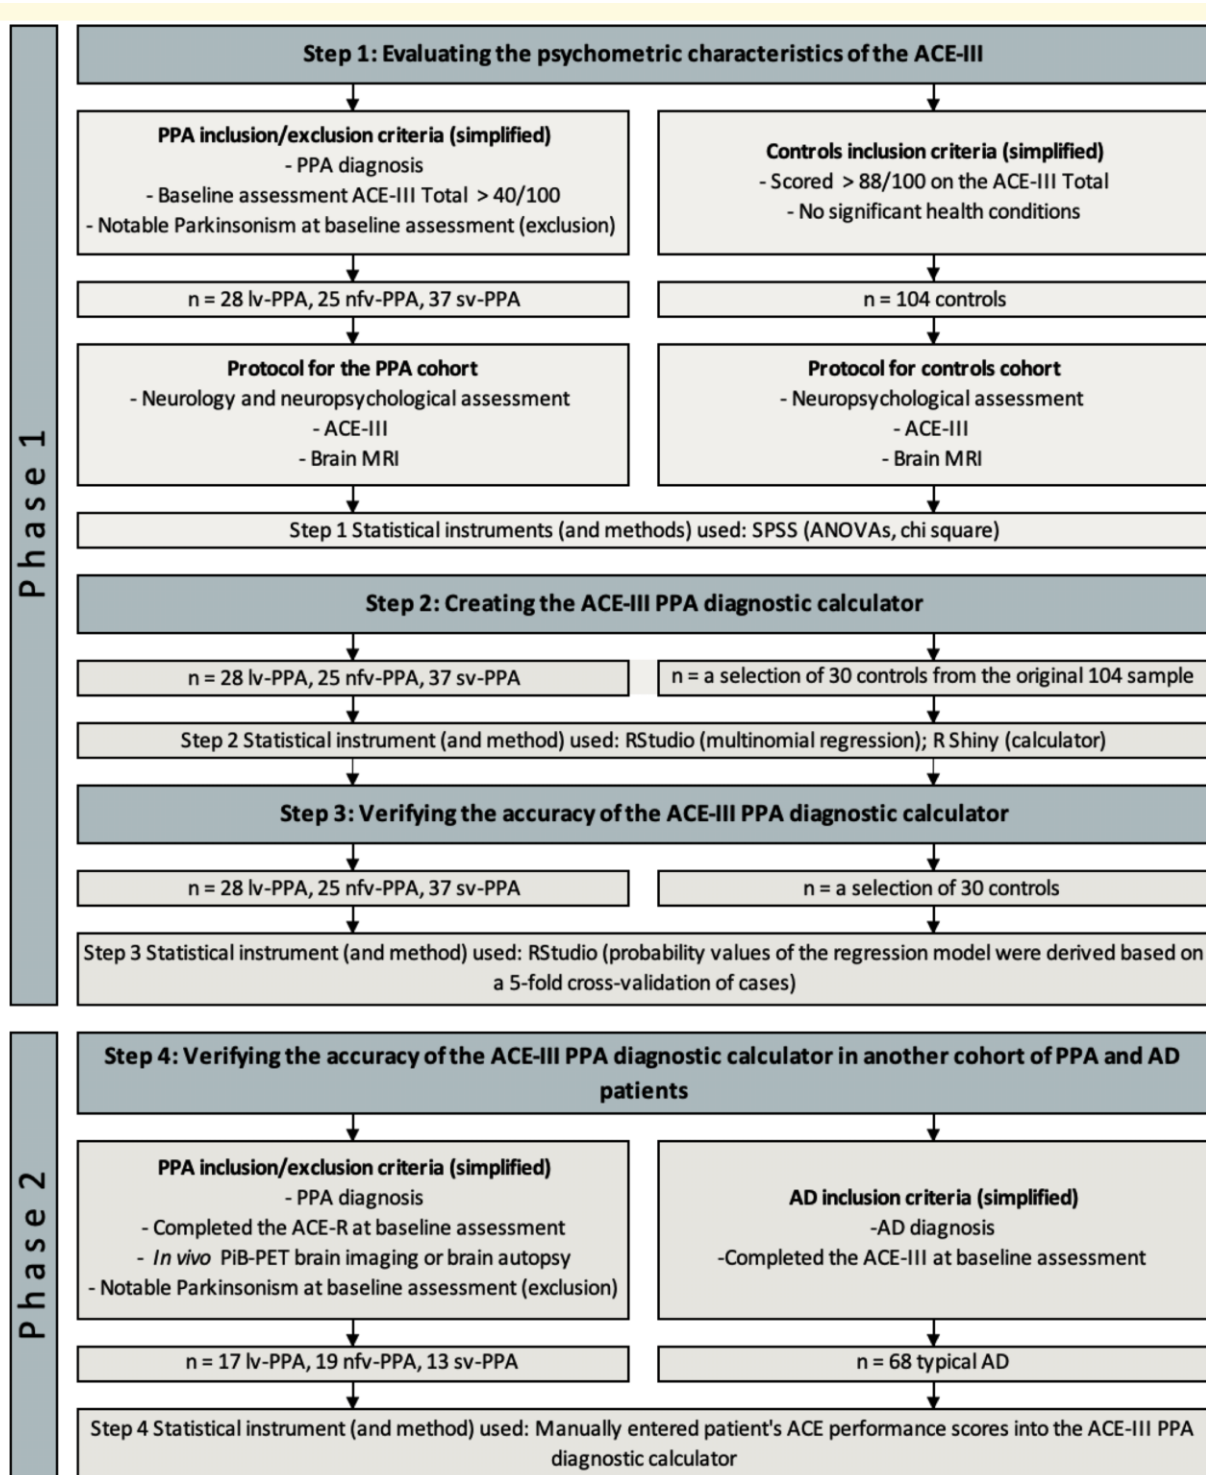 Phase 1
Step 1: Evaluating the psychometric characteristics of the ACE-III
PPA inclusion/exclusion criteria (simplified)
- PPA diagnosis
- Baseline assessment ACE-III Total > 40/100
- Notable Parkinsonism at baseline assessment (exclusion)
Controls inclusion criteria (simplified)
- Scored > 88/100 on the ACE-III Total
- No significant health conditions
n = 28 lv-PPA, 25 nfv-PPA, 37 sv-PPA
n = 104 controls
Protocol for the PPA cohort
- Neurology and neuropsychological assessment
- ACE-III
- Brain MRI
Protocol for controls cohort
- Neuropsychological assessment
- ACE-III
- Brain MRI
Step 1 Statistical instruments (and methods) used: SPSS (ANOVAs, chi square)
Step 2: Creating the ACE-III PPA diagnostic calculator
n = 28 lv-PPA, 25 nfv-PPA, 37 sv-PPA
n = a selection of 30 controls from the original 104 sample
Step 2 Statistical instrument (and method) used: RStudio (multinomial regression); R Shiny (calculator)
Step 3: Verifying the accuracy of the ACE-III PPA diagnostic calculator
n = 28 lv-PPA, 25 nfv-PPA, 37 sv-PPA
n = a selection of 30 controls
Step 3 Statistical instrument (and method) used: RStudio (probability values of the regression model were derived based on
a 5-fold cross-validation of cases)
Phase 2
Step 4: Verifying the accuracy of the ACE-III PPA diagnostic calculator in another cohort of PPA and AD
patients
PPA inclusion/exclusion criteria (simplified)
- PPA diagnosis
- Completed the ACE-R at baseline assessment
- In vivo PiB-PET brain imaging or brain autopsy
- Notable Parkinsonism at baseline assessment (exclusion)
AD inclusion criteria (simplified)
-AD diagnosis
-Completed the ACE-III at baseline assessment
n = 17 lv-PPA, 19 nfv-PPA, 13 sv-PPA
n = 68 typical AD
Step 4 Statistical instrument (and method) used: Manually entered patient's ACE performance scores into the ACE-III PPA
diagnostic calculator